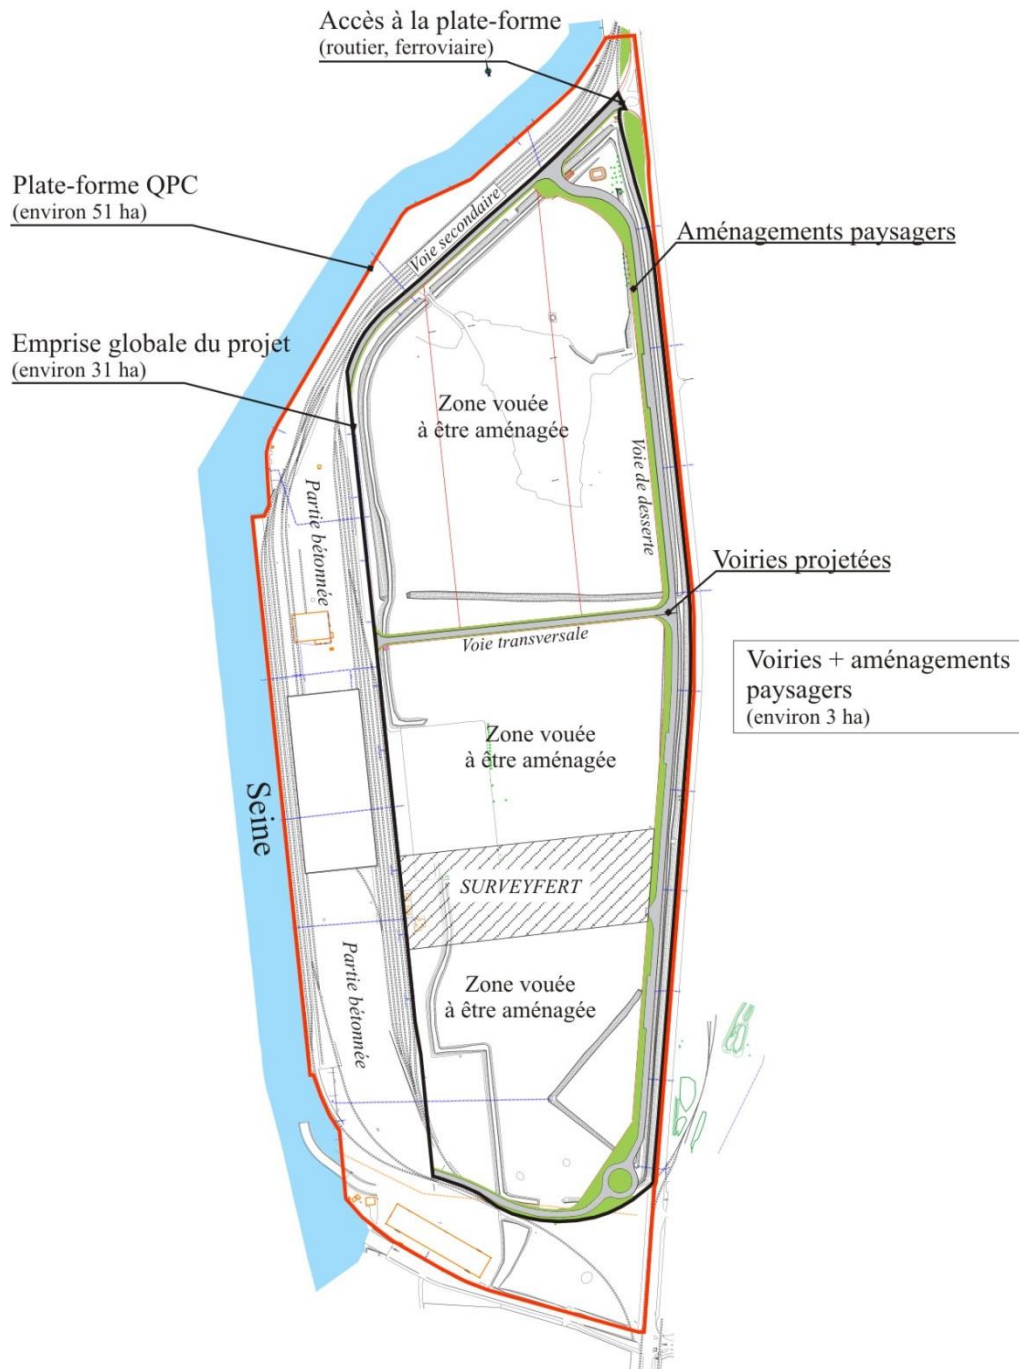 Accès à la plate-forme
(routier, ferroviaire)
Plate-forme QPC
(environ 51 ha)
Voie secondaire
Aménagements paysagers
Emprise globale du projet
(environ 31 ha)
Zone vouée
à être aménagée
Voie de desserte
Partie bétonnée
Voiries projetées
Voie transversale
Voiries + aménagements
paysagers
(environ 3 ha)
Zone vouée
à être aménagée
Seine
SURVEYFERT
Partie bétonnée
Zone vouée
à être aménagée